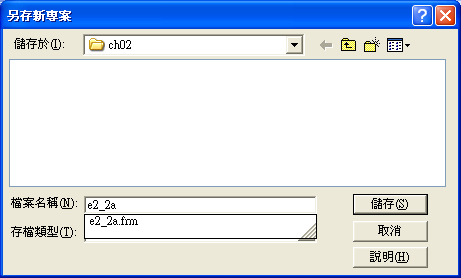 另存新專案
儲存於(I): ch02
檔案名稱(N): e2_2a 儲存(S)
e2_2a.frm
存檔類型(T): 取消
說明(H)